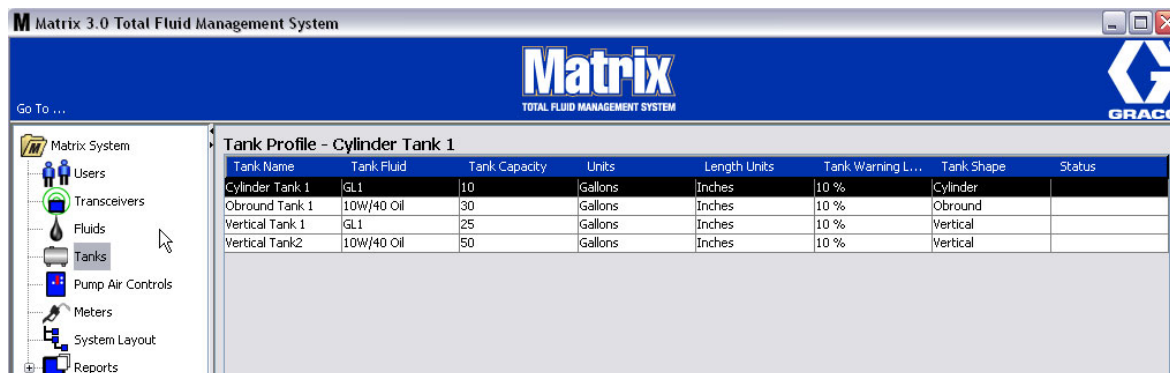 M Matrix 3.0 Total Fluid Management System
Matrix
TOTAL FLUID MANAGEMENT SYSTEM
Go To ...
GRACO
Matrix System
Users
Transceivers
Fluids
Tanks
Pump Air Controls
Meters
System Layout
Reports
Tank Profile - Cylinder Tank 1
Tank Name Tank Fluid Tank Capacity Units Length Units Tank Warning L... Tank Shape Status
Cylinder Tank 1 GL1 10 Gallons Inches 10 % Cylinder
Obround Tank 1 10W/40 Oil 30 Gallons Inches 10 % Obround
Vertical Tank 1 GL1 25 Gallons Inches 10 % Vertical
Vertical Tank2 10W/40 Oil 50 Gallons Inches 10 % Vertical